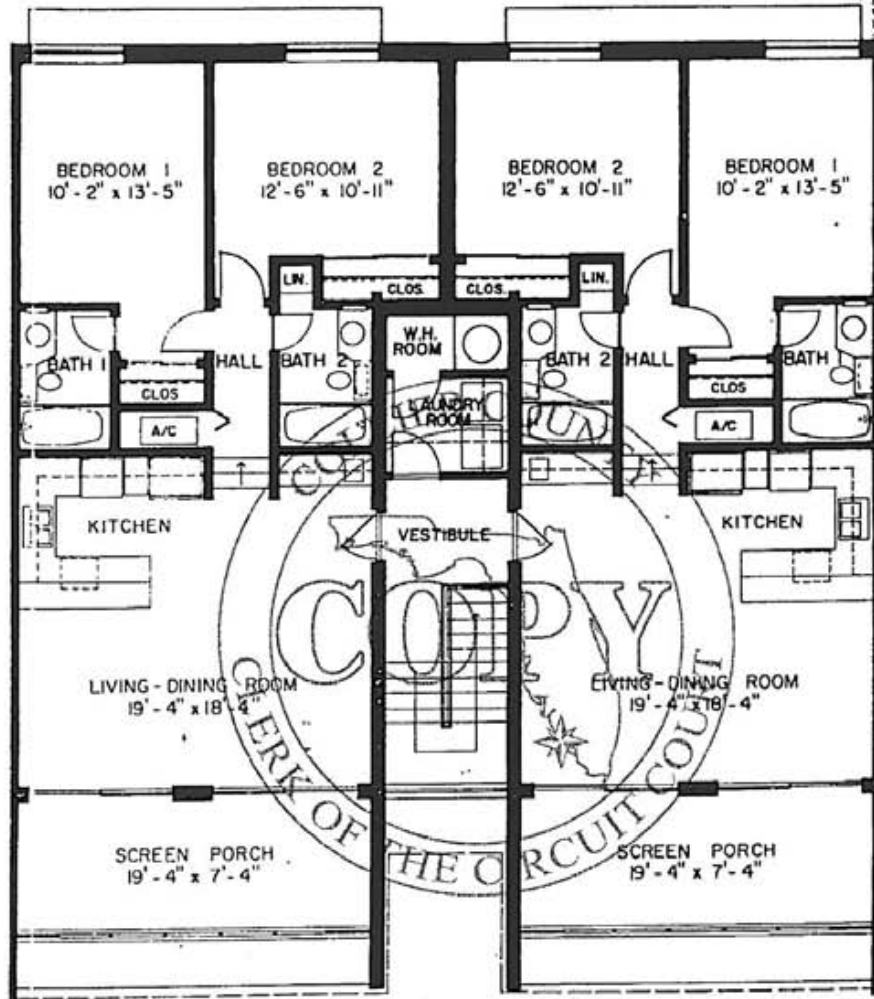 BEDROOM 1
10'-2" x 13'-5"
BEDROOM 2
12'-6" x 10'-11"
BEDROOM 2
12'-6" x 10'-11"
BEDROOM 1
10'-2" x 13'-5"
LIN.
CLOS.
CLOS.
LIN.
BATH 1
CLOS
HALL
BATH 2
W.H.
ROOM
BATH 2
HALL
CLOS
BATH 1
A/C
LAUNDRY
ROOM
A/C
KITCHEN
VESTIBULE
KITCHEN
COPY
LIVING-DINING ROOM
19'-4" x 18'-4"
LIVING-DINING ROOM
19'-4" x 18'-4"
SCREEN PORCH
19'-4" x 7'-4"
SCREEN PORCH
19'-4" x 7'-4"
CLERK OF THE CIRCUIT COURT